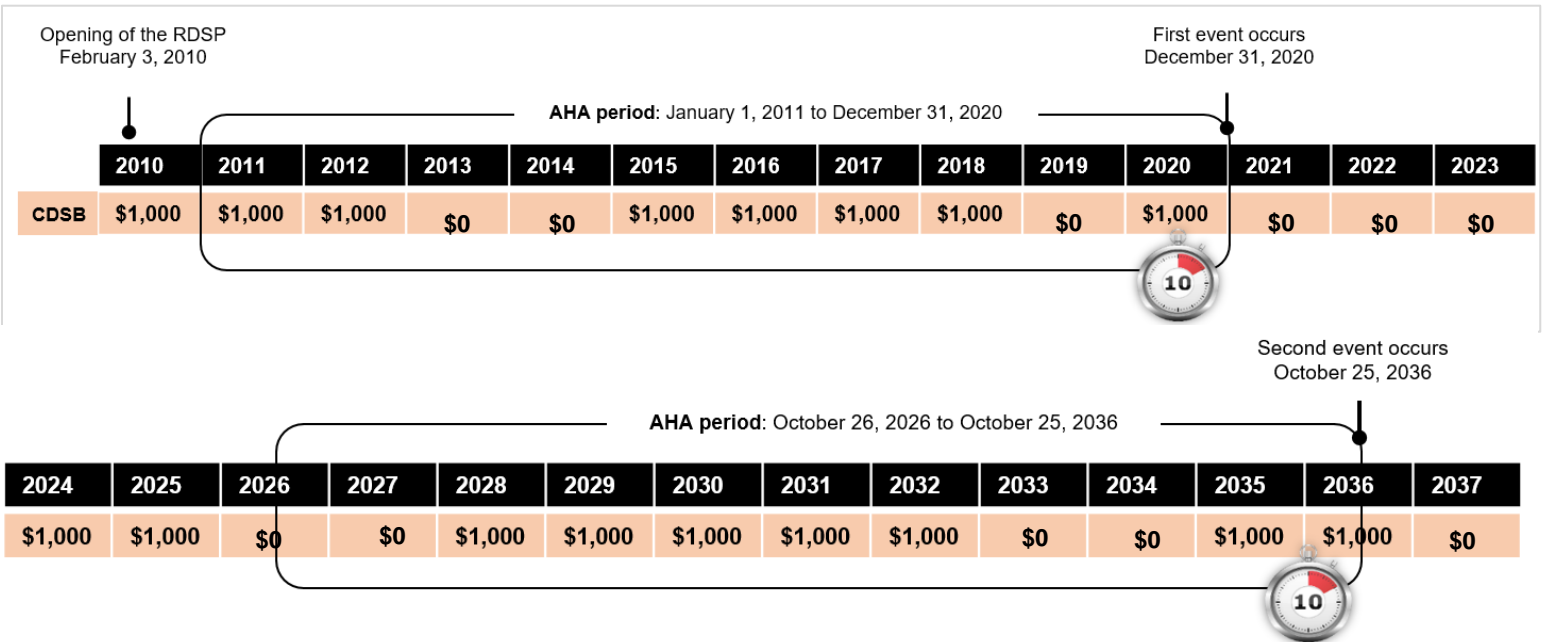 Opening of the RDSP
February 3, 2010
First event occurs
December 31, 2020
AHA period: January 1, 2011 to December 31, 2020
2010 2011 2012 2013 2014 2015 2016 2017 2018 2019 2020 2021 2022 2023
CDSB $1,000 $1,000 $1,000 $0 $0 $1,000 $1,000 $1,000 $1,000 $0 $1,000 $0 $0 $0
10
Second event occurs
October 25, 2036
AHA period: October 26, 2026 to October 25, 2036
2024 2025 2026 2027 2028 2029 2030 2031 2032 2033 2034 2035 2036 2037
$1,000 $1,000 $0 $0 $1,000 $1,000 $1,000 $1,000 $1,000 $0 $0 $1,000 $1,000 $0
10